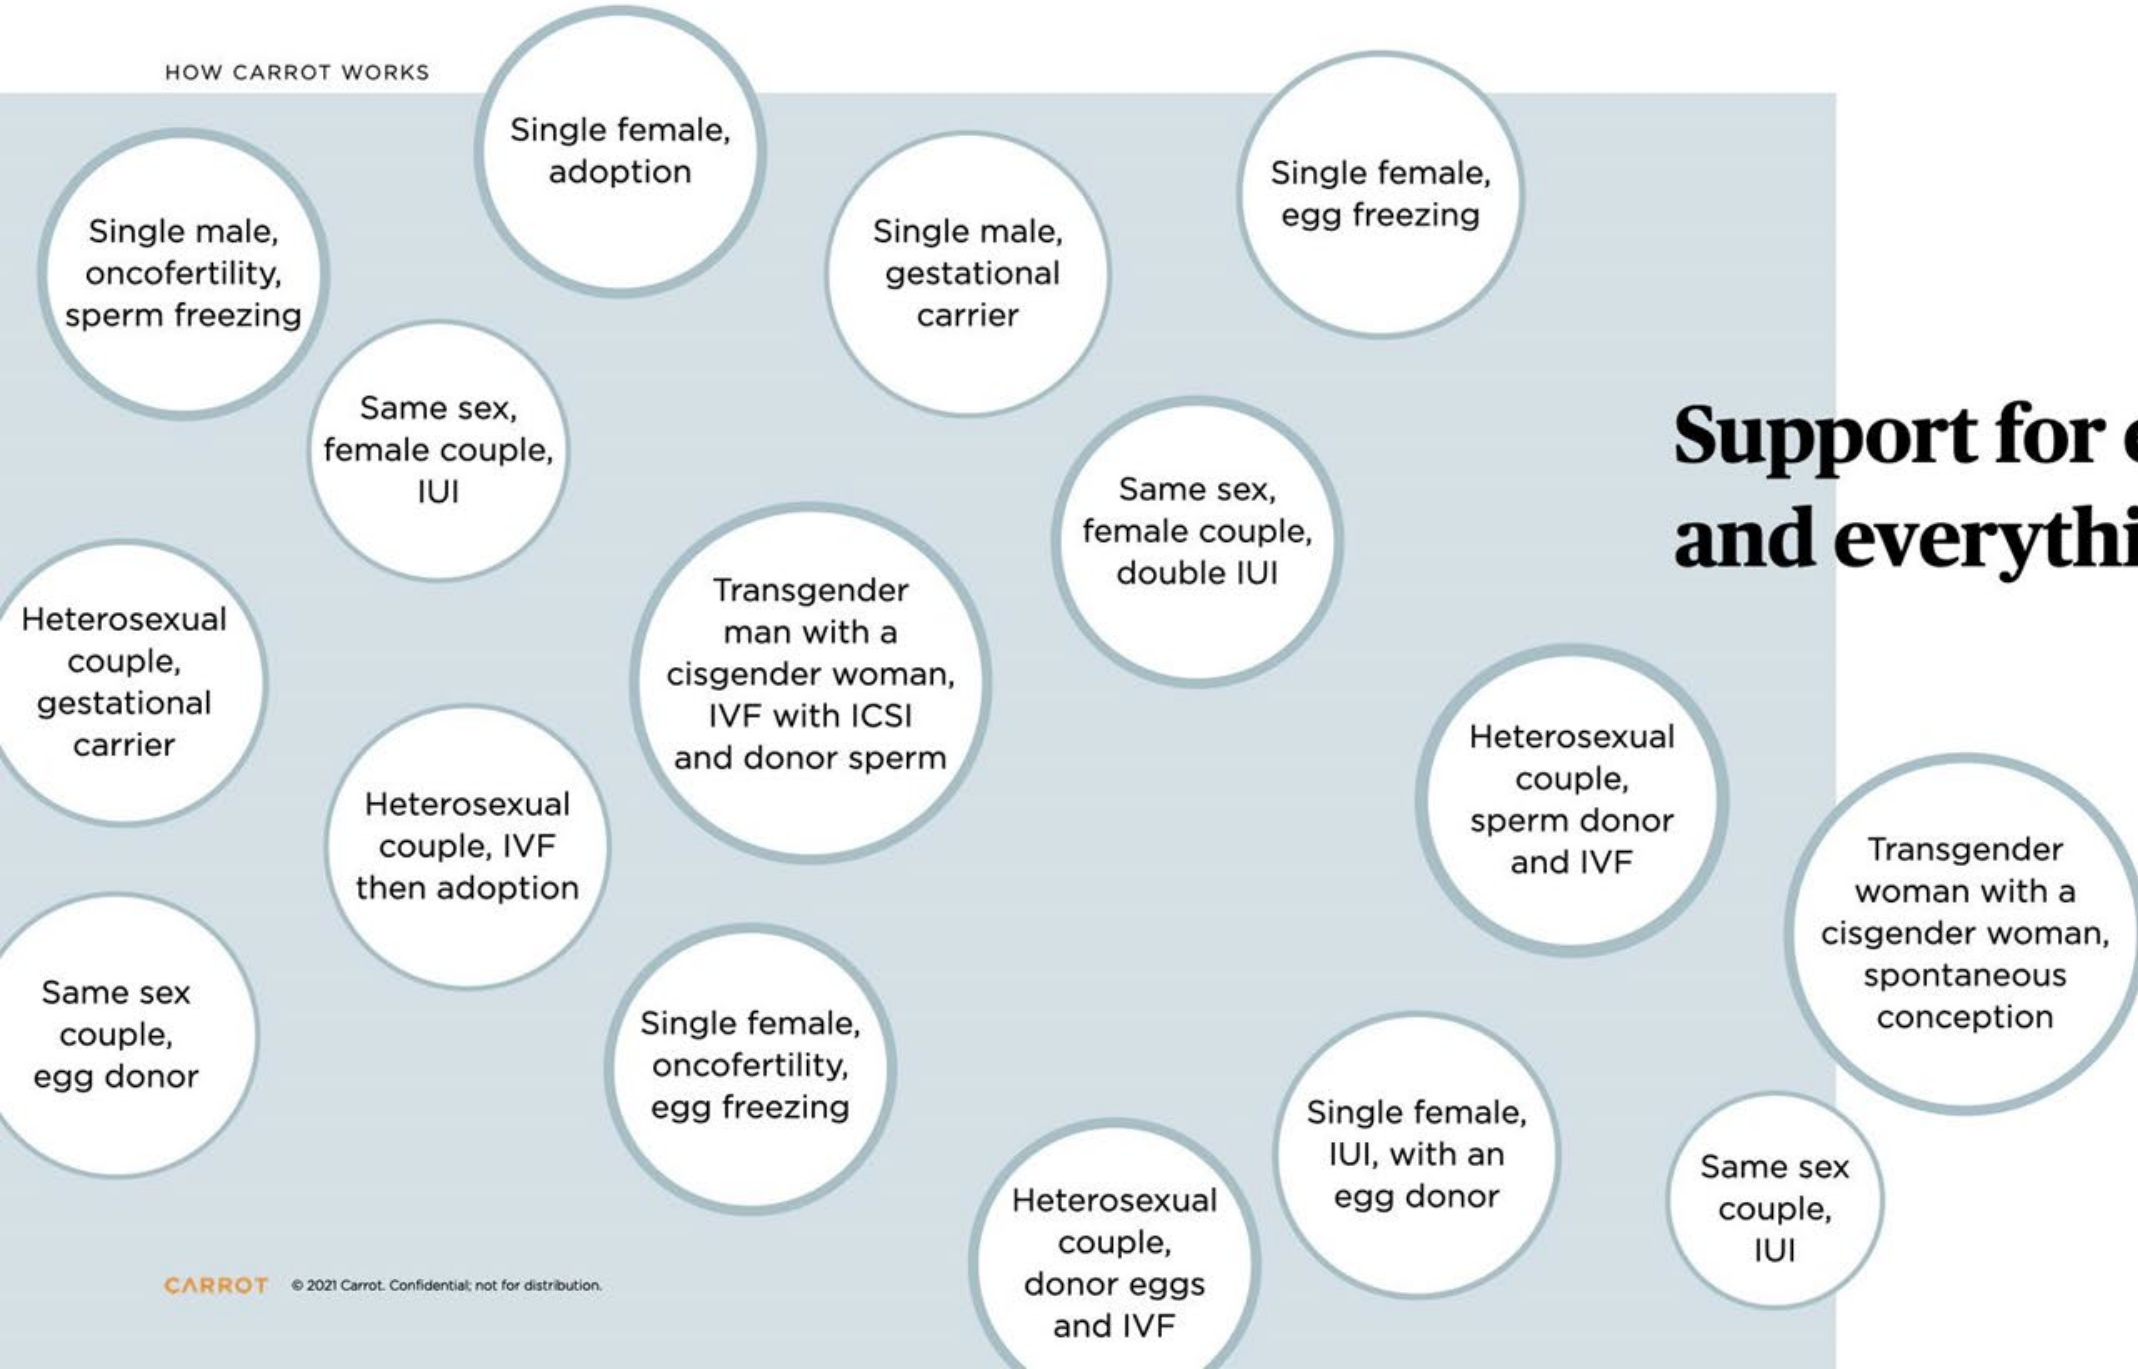 HOW CARROT WORKS
Single female,
adoption
Single female,
egg freezing
Single male,
oncofertility,
sperm freezing
Single male,
gestational
carrier
Same sex,
female couple,
IUI
Same sex,
female couple,
double IUI
Support for
and everythi
Transgender
man with a
cisgender woman,
IVF with ICSI
and donor sperm
Heterosexual
couple,
gestational
carrier
Heterosexual
couple,
sperm donor
and IVF
Heterosexual
couple, IVF
then adoption
Transgender
woman with a
cisgender woman,
spontaneous
conception
Same sex
couple,
egg donor
Single female,
oncofertility,
egg freezing
Single female,
IUI, with an
egg donor
Same sex
couple,
IUI
Heterosexual
couple,
donor eggs
and IVF
CARROT © 2021 Carrot. Confidential; not for distribution.